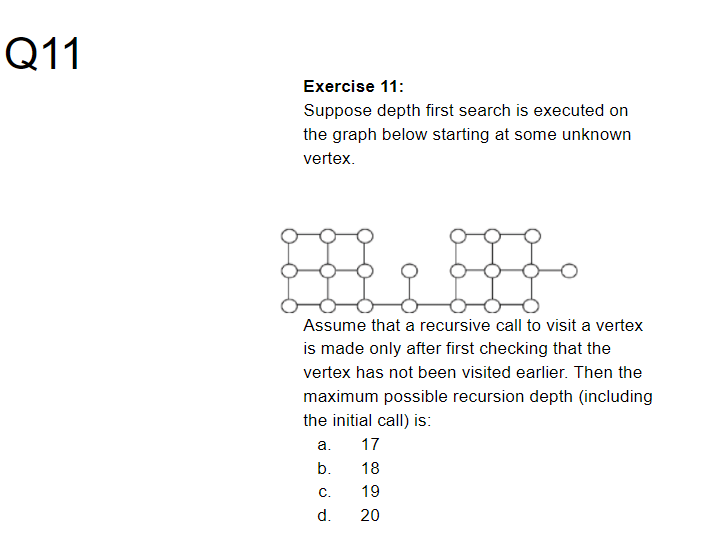 Q11
Exercise 11:
Suppose depth first search is executed on
the graph below starting at some unknown
vertex.
Assume that a recursive call to visit a vertex
is made only after first checking that the
vertex has not been visited earlier. Then the
maximum possible recursion depth (including
the initial call) is:
a. 17
b. 18
c. 19
d. 20